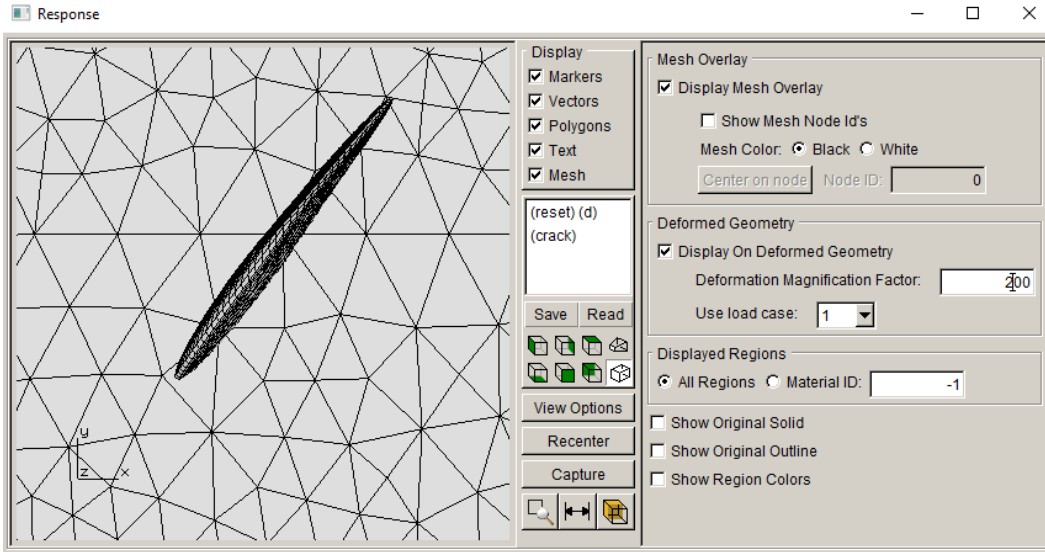 Response
y
z
x
Display
Markers
Vectors
Polygons
Text
Mesh
(reset) (d)
(crack)
Save Read
View Options
Recenter
Capture
Mesh Overlay
Display Mesh Overlay
Show Mesh Node Id's
Mesh Color: Black White
Center on node Node ID: 0
Deformed Geometry
Display On Deformed Geometry
Deformation Magnification Factor: 200
Use load case: 1
Displayed Regions
All Regions Material ID: -1
Show Original Solid
Show Original Outline
Show Region Colors